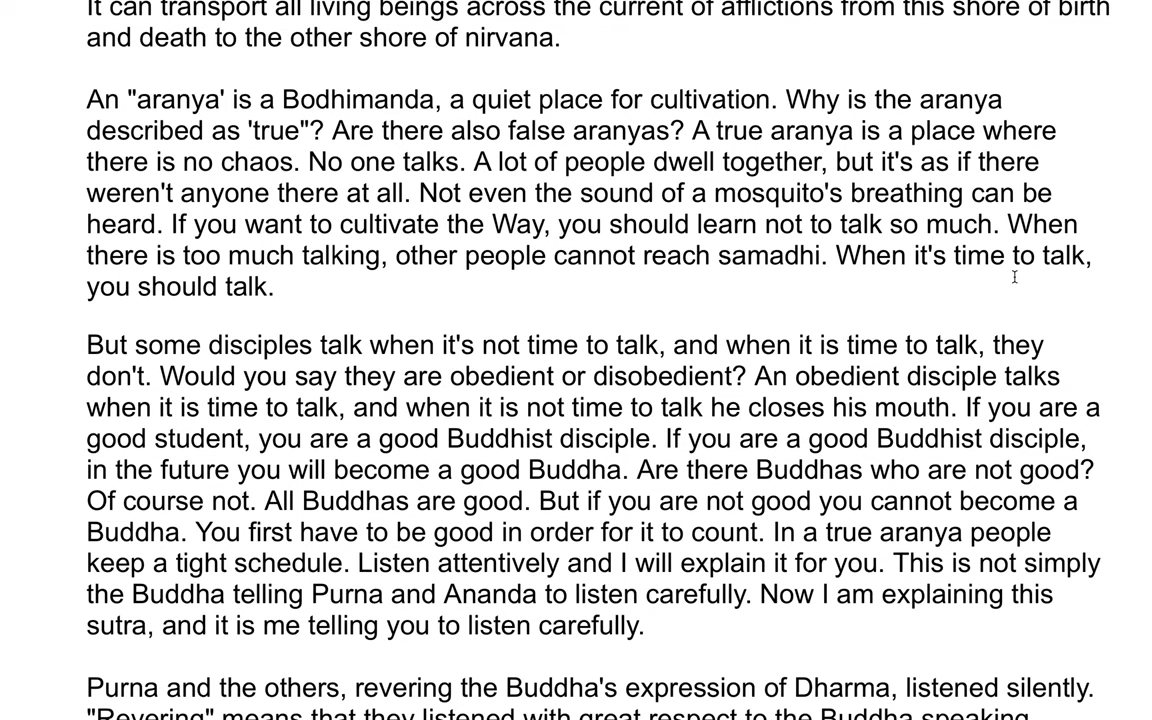 It can transport all living beings across the current of afflictions from this shore of birth
and death to the other shore of nirvana.
An "aranya' is a Bodhimanda, a quiet place for cultivation. Why is the aranya
described as 'true"? Are there also false aranyas? A true aranya is a place where
there is no chaos. No one talks. A lot of people dwell together, but it's as if there
weren't anyone there at all. Not even the sound of a mosquito's breathing can be
heard. If you want to cultivate the Way, you should learn not to talk so much. When
there is too much talking, other people cannot reach samadhi. When it's time to talk,
you should talk.
But some disciples talk when it's not time to talk, and when it is time to talk, they
don't. Would you say they are obedient or disobedient? An obedient disciple talks
when it is time to talk, and when it is not time to talk he closes his mouth. If you are a
good student, you are a good Buddhist disciple. If you are a good Buddhist disciple,
in the future you will become a good Buddha. Are there Buddhas who are not good?
Of course not. All Buddhas are good. But if you are not good you cannot become a
Buddha. You first have to be good in order for it to count. In a true aranya people
keep a tight schedule. Listen attentively and I will explain it for you. This is not simply
the Buddha telling Purna and Ananda to listen carefully. Now I am explaining this
sutra, and it is me telling you to listen carefully.
Purna and the others, revering the Buddha's expression of Dharma, listened silently.
"Revering" means that they listened with great respect to the Buddha speaking